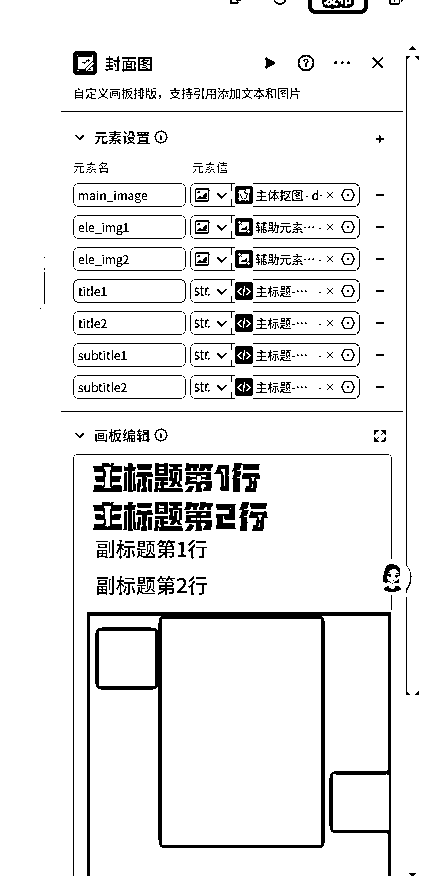 发布
封面图
自定义画板排版，支持引用添加文本和图片
元素设置
元素名 元素值
main_image 主体抠图 - d·
ele_img1 辅助元素···
ele_img2 辅助元素···
title1 str. 主标题-···
title2 str. 主标题-···
subtitle1 str. 主标题-···
subtitle2 str. 主标题-···
画板编辑
主标题第1行
主标题第2行
副标题第1行
副标题第2行